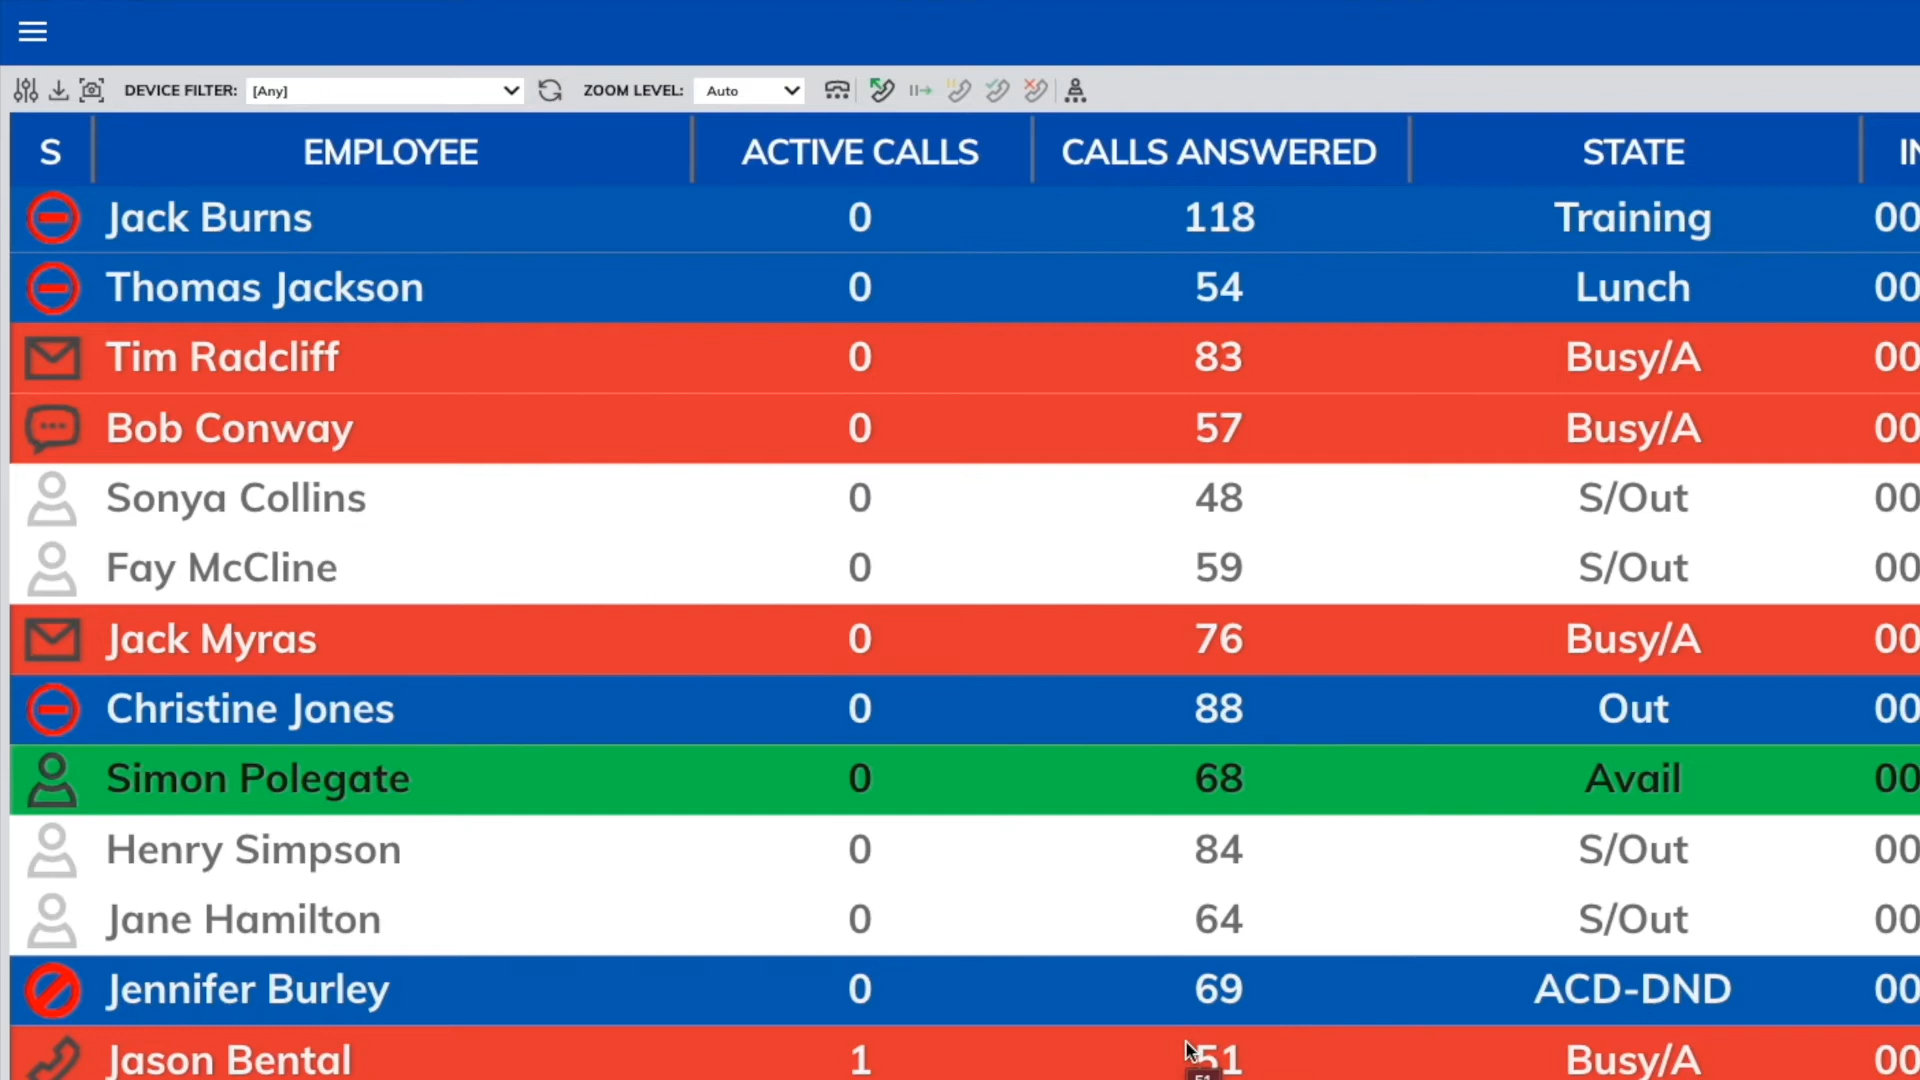 DEVICE FILTER: [Any] ZOOM LEVEL: Auto
S EMPLOYEE ACTIVE CALLS CALLS ANSWERED STATE
Jack Burns 0 118 Training 00
Thomas Jackson 0 54 Lunch 00
Tim Radcliff 0 83 Busy/A 00
Bob Conway 0 57 Busy/A 00
Sonya Collins 0 48 S/Out 00
Fay McCline 0 59 S/Out 00
Jack Myras 0 76 Busy/A 00
Christine Jones 0 88 Out 00
Simon Polegate 0 68 Avail 00
Henry Simpson 0 84 S/Out 00
Jane Hamilton 0 64 S/Out 00
Jennifer Burley 0 69 ACD-DND 00
Jason Bental 1 51 Busy/A 00